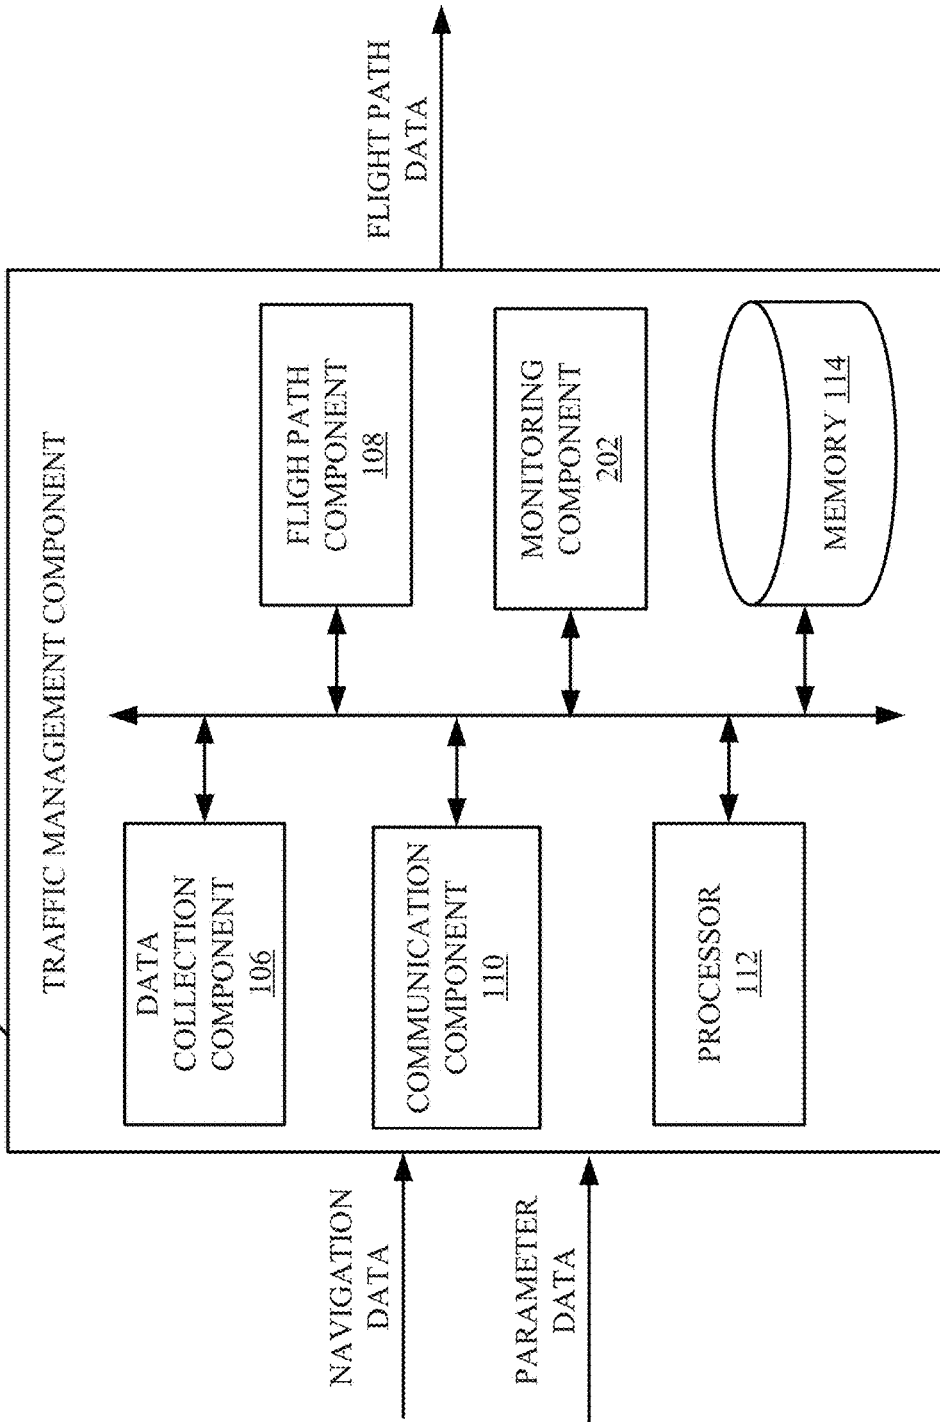 TRAFFIC MANAGEMENT COMPONENT
NAVIGATION
DATA
PARAMETER
DATA
DATA
COLLECTION
COMPONENT
106
COMMUNICATION
COMPONENT
110
PROCESSOR
112
FLIGH PATH
COMPONENT
108
MONITORING
COMPONENT
202
MEMORY 114
FLIGHT PATH
DATA